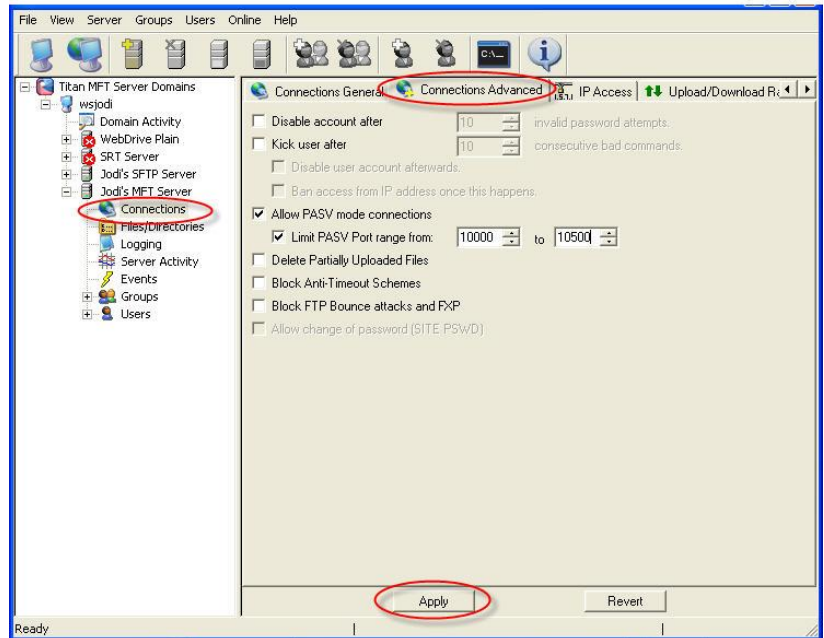 File View Server Groups Users Online Help
C:\_
Titan MFT Server Domains
wsjodi
Domain Activity
WebDrive Plain
SRT Server
Jodi's SFTP Server
Jodi's MFT Server
Connections
Files/Directories
Logging
Server Activity
Events
Groups
Users
Connections General Connections Advanced IP Access Upload/Download Ra
Disable account after 10 invalid password attempts.
Kick user after 10 consecutive bad commands.
Disable user account afterwards.
Ban access from IP address once this happens.
Allow PASV mode connections
Limit PASV Port range from: 10000 to 10500
Delete Partially Uploaded Files
Block Anti-Timeout Schemes
Block FTP Bounce attacks and FXP
Allow change of password (SITE PSWD)
Apply Revert
Ready